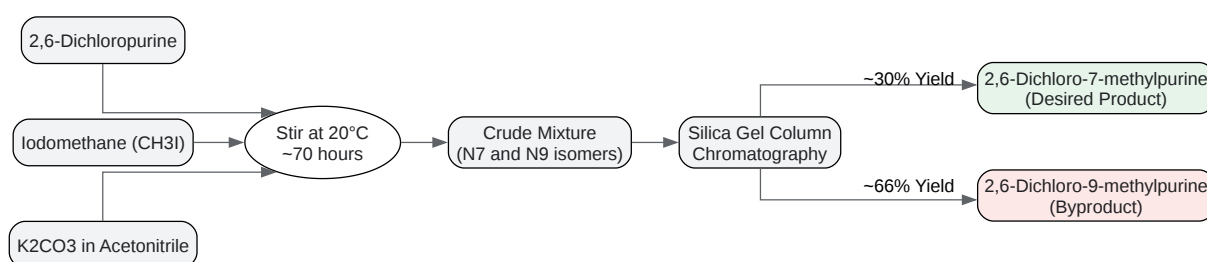 2,6-Dichloropurine
Iodomethane (CH3I)
K2CO3 in Acetonitrile
Stir at 20°C
~70 hours
Crude Mixture
(N7 and N9 isomers)
Silica Gel Column
Chromatography
~30% Yield
2,6-Dichloro-7-methylpurine
(Desired Product)
~66% Yield
2,6-Dichloro-9-methylpurine
(Byproduct)